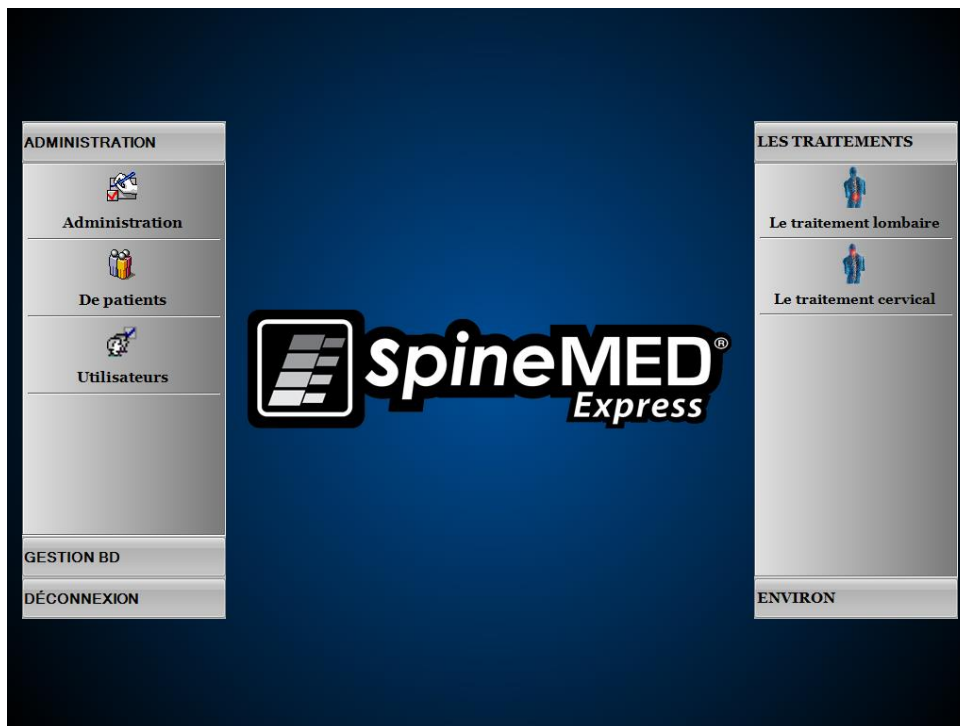 ADMINISTRATION
Administration
De patients
Utilisateurs
GESTION BD
DÉCONNEXION
SpineMED®
Express
LES TRAITEMENTS
Le traitement lombaire
Le traitement cervical
ENVIRON